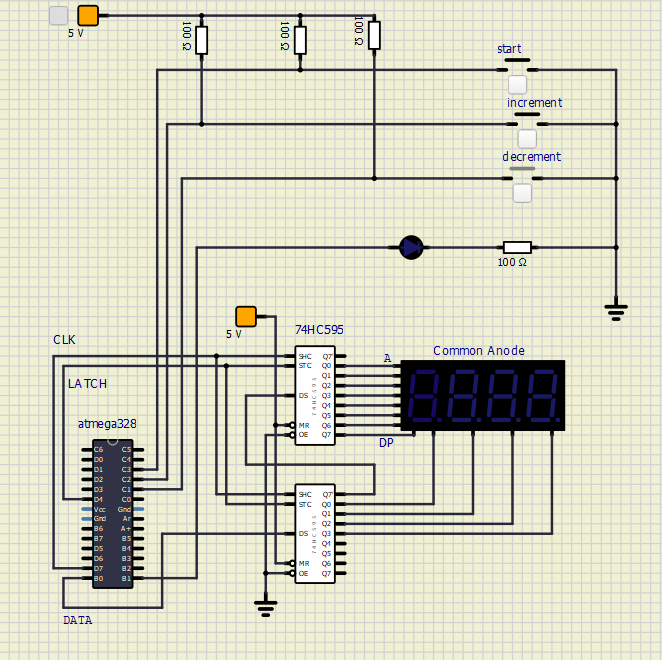 5 V
100 Ω
100 Ω
100 Ω
start
increment
decrement
100 Ω
5 V
74HC595
CLK
LATCH
A
Common Anode
DP
SHC Q7'
STC Q0
Q1
Q2
DS Q3
Q4
Q5
MR Q6
OE Q7
74HC595
atmega328
C6 C5
D0 C4
D1 C3
D2 C2
D3 C1
D4 C0
Vcc Gnd
Gnd Ar
B6 A+
B7 B5
D5 B4
D6 B3
D7 B2
B0 B1
SHC Q7'
STC Q0
Q1
Q2
DS Q3
Q4
Q5
MR Q6
OE Q7
74HC595
DATA